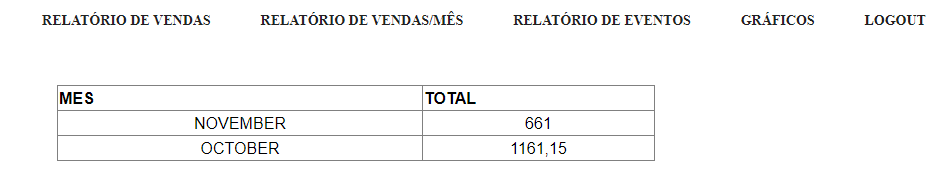 RELATÓRIO DE VENDAS RELATÓRIO DE VENDAS/MÊS RELATÓRIO DE EVENTOS GRÁFICOS LOGOUT
MES TOTAL
NOVEMBER 661
OCTOBER 1161,15